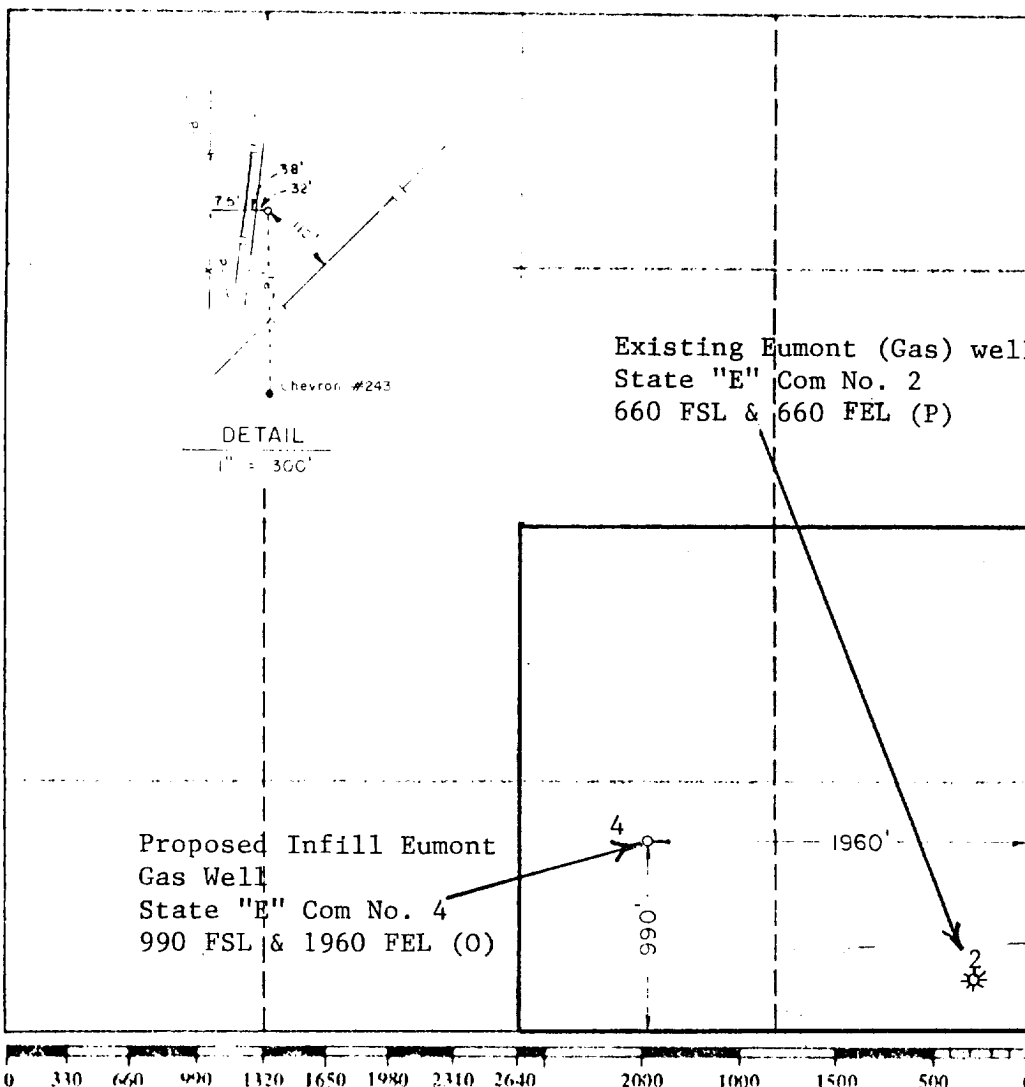 38'
32'
7.5'
110'
Chevron #243
DETAIL
1" = 300'
Existing Eumont (Gas) well
State "E" Com No. 2
660 FSL & 660 FEL (P)
4
1960'
Proposed Infill Eumont
Gas Well
State "E" Com No. 4
990 FSL & 1960 FEL (O)
990'
2
0 330 660 990 1320 1650 1980 2310 2640 2000 1000 1500 500